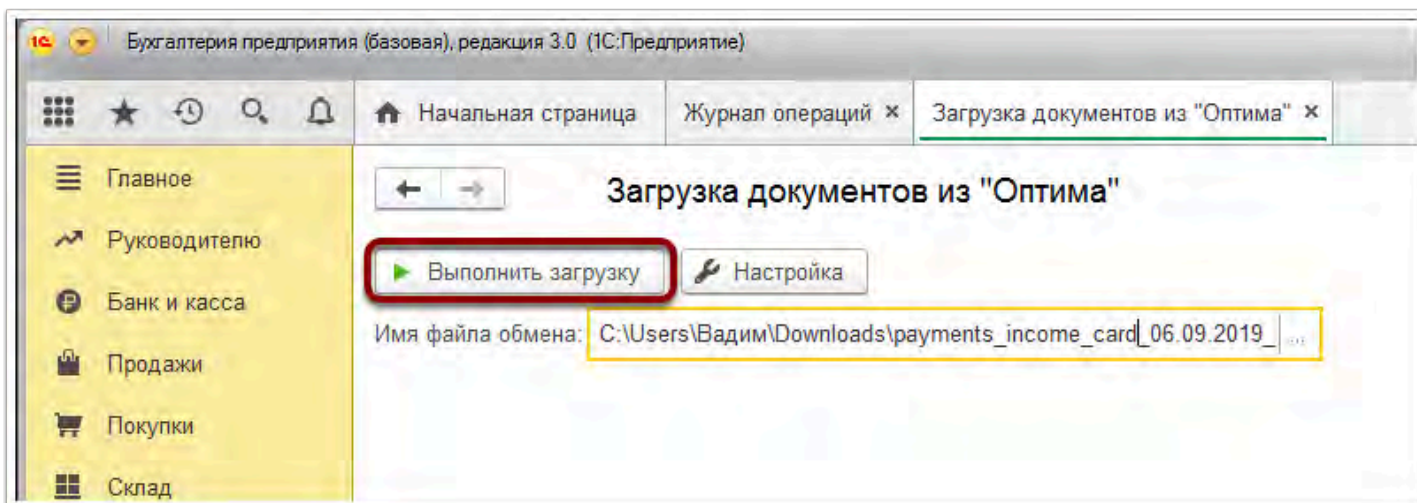 1С Бухгалтерия предприятия (базовая), редакция 3.0 (1С:Предприятие)
Начальная страница Журнал операций × Загрузка документов из "Оптима" ×
Главное
Руководителю
Банк и касса
Продажи
Покупки
Склад
Загрузка документов из "Оптима"
Выполнить загрузку Настройка
Имя файла обмена: C:\Users\Вадим\Downloads\payments_income_card_06.09.2019_ ...